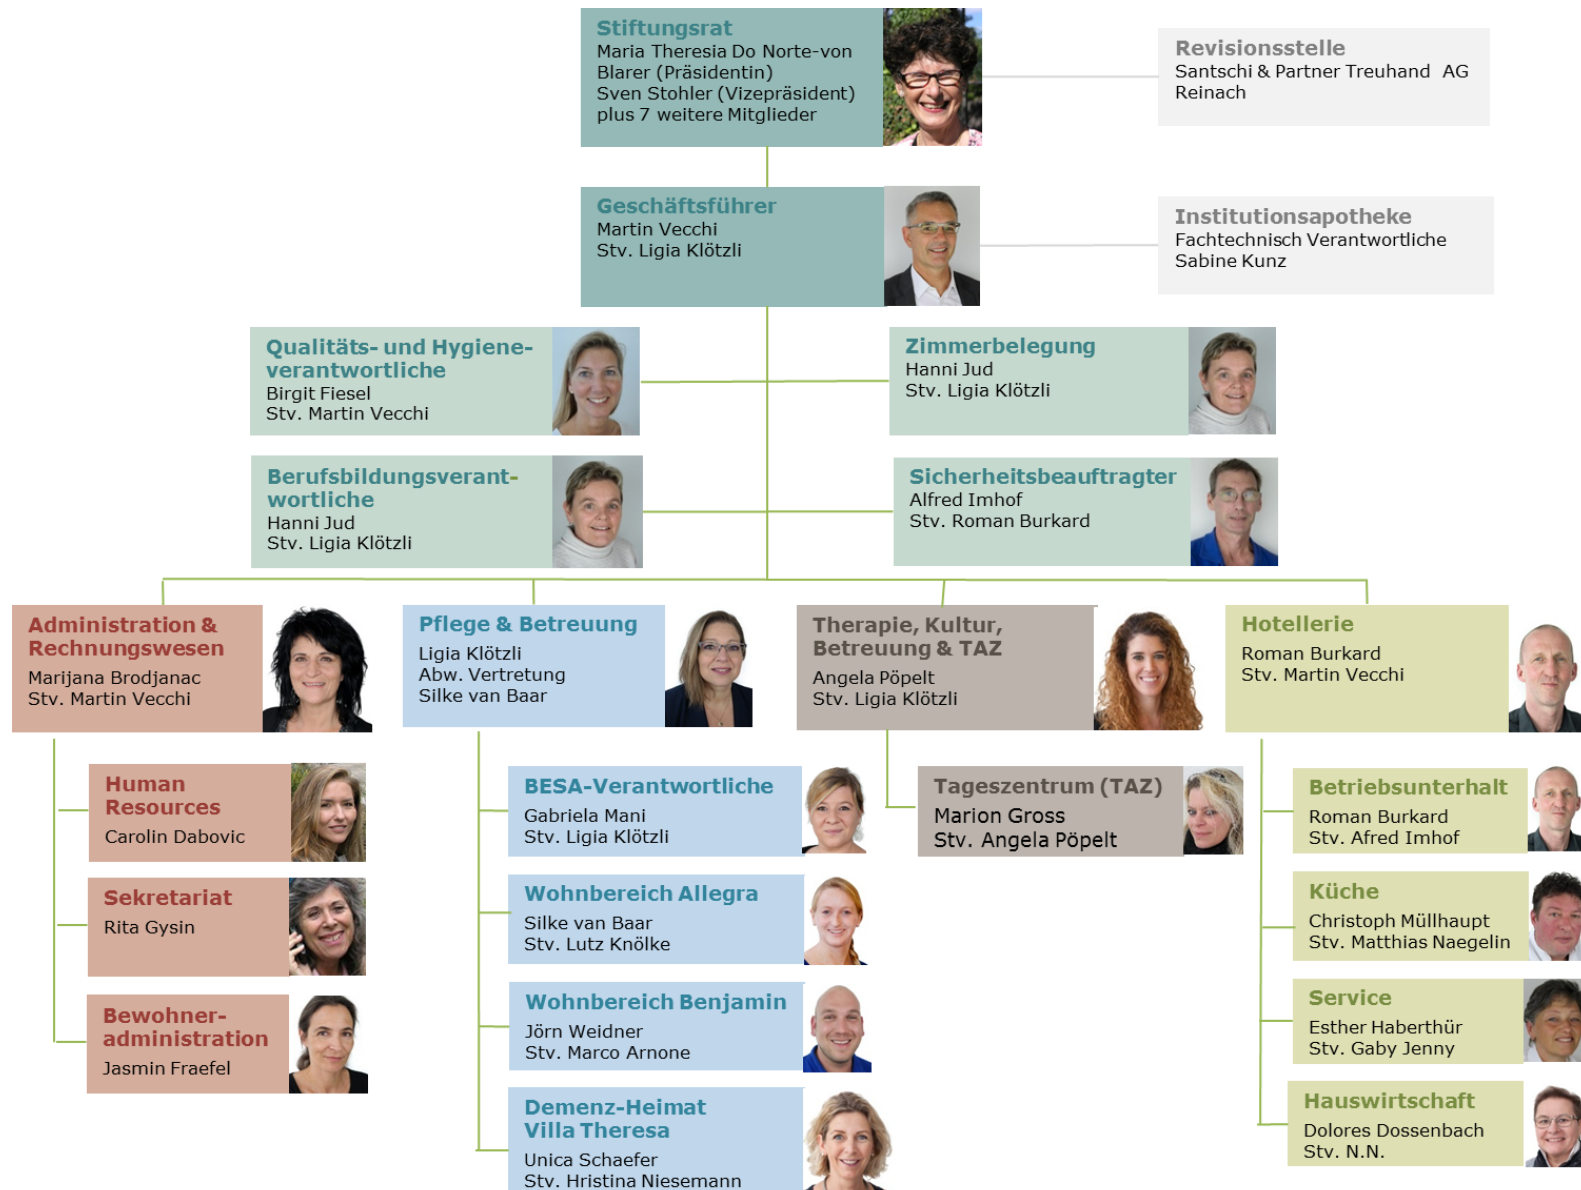 Stiftungsrat
Maria Theresia Do Norte-von
Blarer (Präsidentin)
Sven Stohler (Vizepräsident)
plus 7 weitere Mitglieder
Revisionsstelle
Santschi & Partner Treuhand AG
Reinach
Geschäftsführer
Martin Vecchi
Stv. Ligia Klötzli
Institutionsapotheke
Fachtechnisch Verantwortliche
Sabine Kunz
Qualitäts- und Hygiene-
verantwortliche
Birgit Fiesel
Stv. Martin Vecchi
Zimmerbelegung
Hanni Jud
Stv. Ligia Klötzli
Berufsbildungsverant-
wortliche
Hanni Jud
Stv. Ligia Klötzli
Sicherheitsbeauftragter
Alfred Imhof
Stv. Roman Burkard
Administration &
Rechnungswesen
Marijana Brodjanac
Stv. Martin Vecchi
Pflege & Betreuung
Ligia Klötzli
Abw. Vertretung
Silke van Baar
Therapie, Kultur,
Betreuung & TAZ
Angela Pöpelt
Stv. Ligia Klötzli
Hotellerie
Roman Burkard
Stv. Martin Vecchi
Human
Resources
Carolin Dabovic
Sekretariat
Rita Gysin
Bewohner-
administration
Jasmin Fraefel
BESA-Verantwortliche
Gabriela Mani
Stv. Ligia Klötzli
Wohnbereich Allegra
Silke van Baar
Stv. Lutz Knölke
Wohnbereich Benjamin
Jörn Weidner
Stv. Marco Arnone
Demenz-Heimat
Villa Theresa
Unica Schaefer
Stv. Hristina Niesemann
Tageszentrum (TAZ)
Marion Gross
Stv. Angela Pöpelt
Betriebsunterhalt
Roman Burkard
Stv. Afred Imhof
Küche
Christoph Müllhaupt
Stv. Matthias Naegelin
Service
Esther Haberthür
Stv. Gaby Jenny
Hauswirtschaft
Dolores Dossenbach
Stv. N.N.